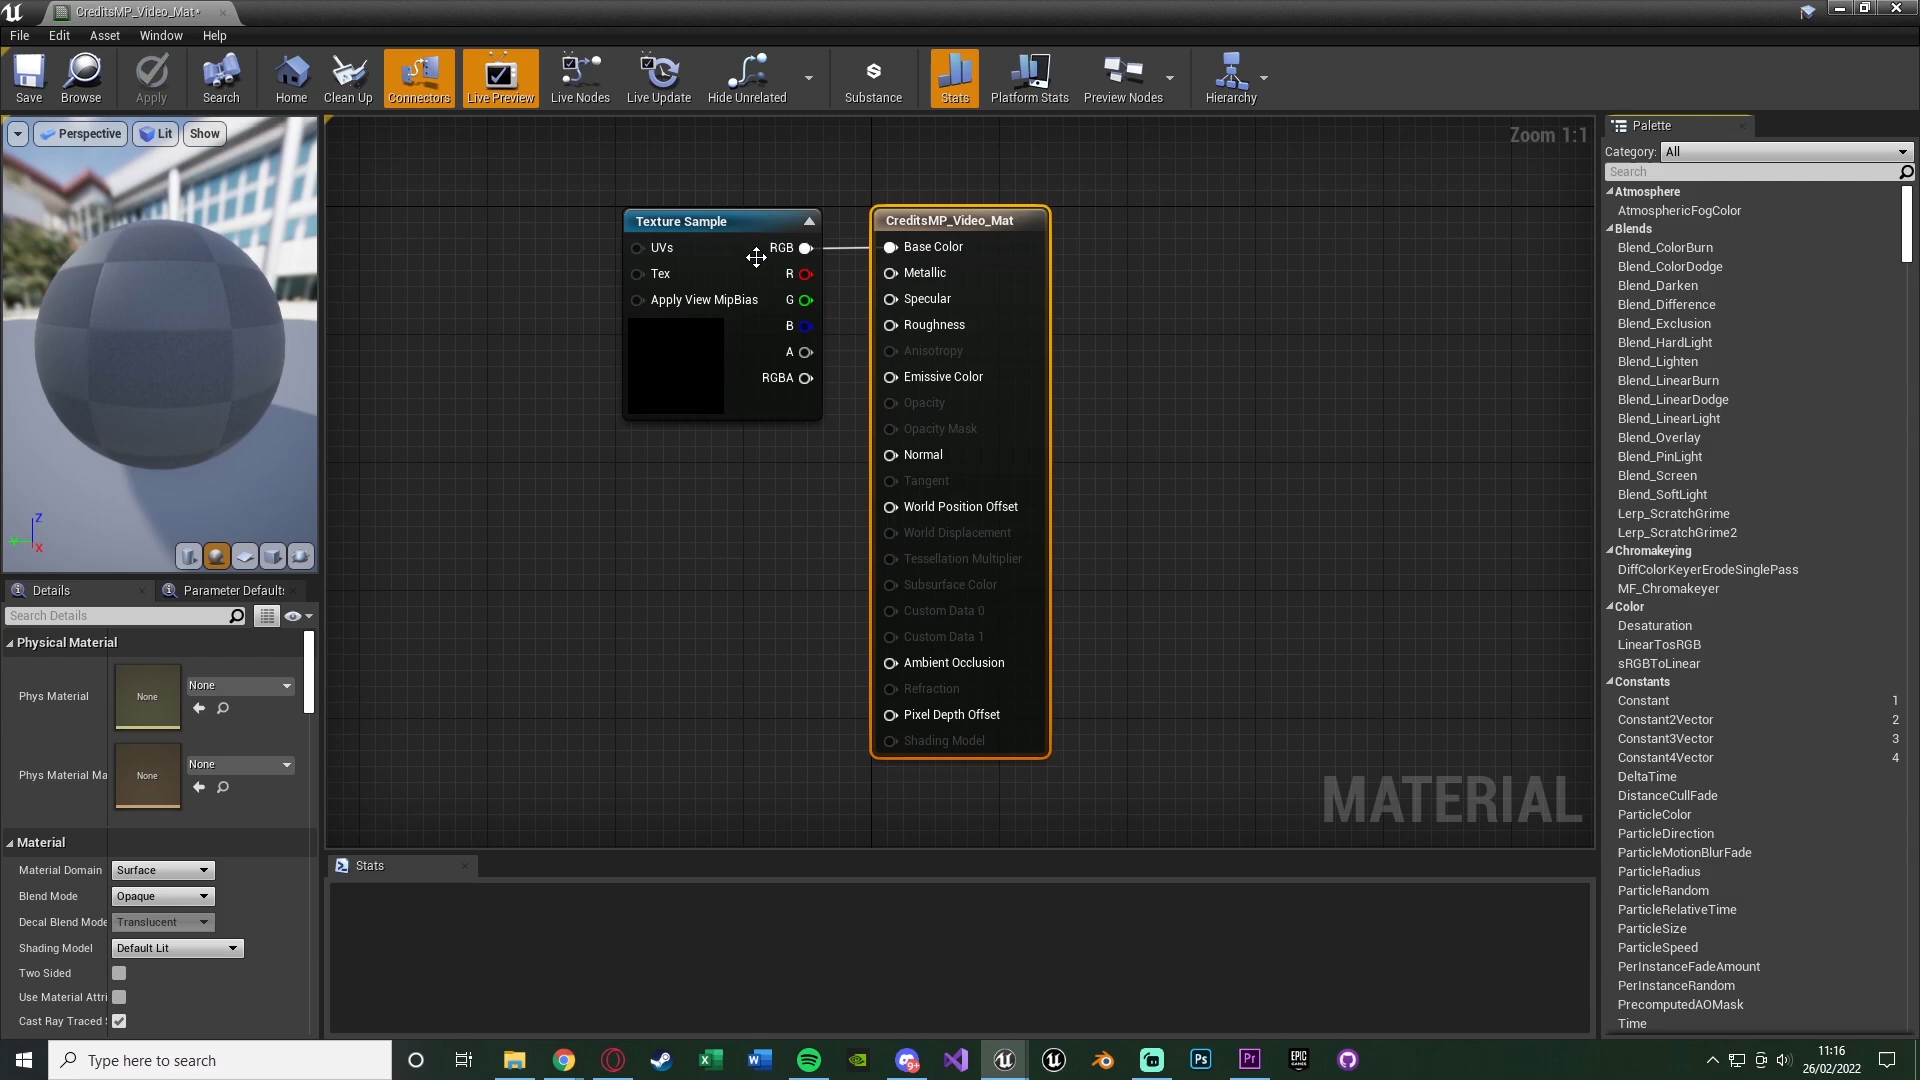 CreditsMP_Video_Mat*
File Edit Asset Window Help
Save Browse Apply Search Home Clean Up Connectors Live Preview Live Nodes Live Update Hide Unrelated Substance Stats Platform Stats Preview Nodes Hierarchy
Perspective Lit Show
Zoom 1:1
Texture Sample
UVs RGB
Tex R
Apply View MipBias G
B
A
RGBA
CreditsMP_Video_Mat
Base Color
Metallic
Specular
Roughness
Anisotropy
Emissive Color
Opacity
Opacity Mask
Normal
Tangent
World Position Offset
World Displacement
Tessellation Multiplier
Subsurface Color
Custom Data 0
Custom Data 1
Ambient Occlusion
Refraction
Pixel Depth Offset
Shading Model
MATERIAL
Z
Y
X
Details Parameter Default
Search Details
Physical Material
Phys Material None None
Phys Material Ma None None
Material
Material Domain Surface
Blend Mode Opaque
Decal Blend Mode Translucent
Shading Model Default Lit
Two Sided
Use Material Attri
Cast Ray Traced
Stats
Palette
Category: All
Search
Atmosphere
AtmosphericFogColor
Blends
Blend_ColorBurn
Blend_ColorDodge
Blend_Darken
Blend_Difference
Blend_Exclusion
Blend_HardLight
Blend_Lighten
Blend_LinearBurn
Blend_LinearDodge
Blend_LinearLight
Blend_Overlay
Blend_PinLight
Blend_Screen
Blend_SoftLight
Lerp_ScratchGrime
Lerp_ScratchGrime2
Chromakeying
DiffColorKeyerErodeSinglePass
MF_Chromakeyer
Color
Desaturation
LinearTosRGB
sRGBToLinear
Constants
Constant 1
Constant2Vector 2
Constant3Vector 3
Constant4Vector 4
DeltaTime
DistanceCullFade
ParticleColor
ParticleDirection
ParticleMotionBlurFade
ParticleRadius
ParticleRandom
ParticleRelativeTime
ParticleSize
ParticleSpeed
PerInstanceFadeAmount
PerInstanceRandom
PrecomputedAOMask
Time
Type here to search
9+
Ps
Pr
EPIC GAMES
11:16
26/02/2022